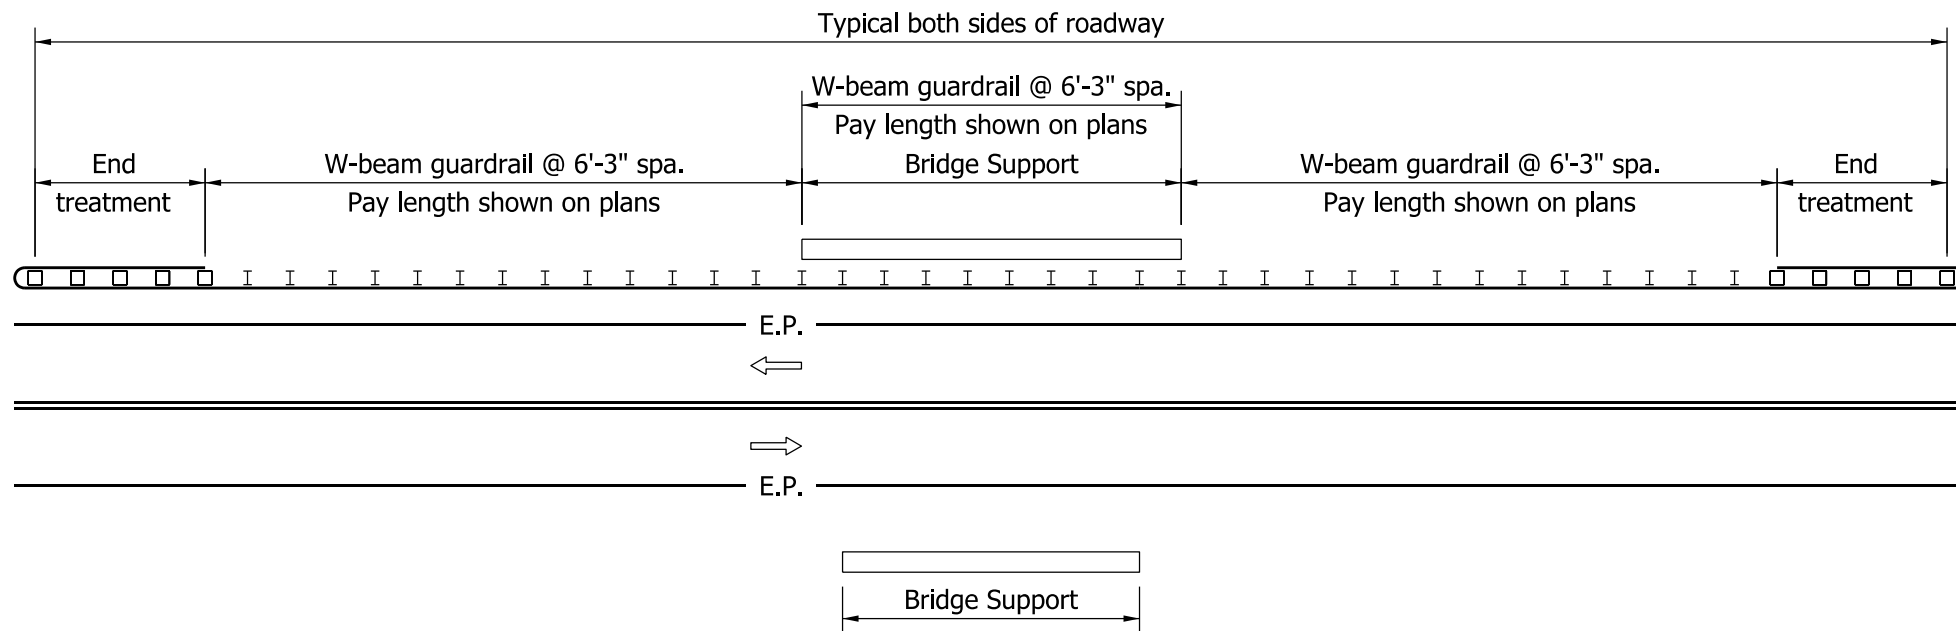 Typical both sides of roadway
W-beam guardrail @ 6'-3" spa.
Pay length shown on plans
End
treatment
W-beam guardrail @ 6'-3" spa.
Pay length shown on plans
Bridge Support
W-beam guardrail @ 6'-3" spa.
Pay length shown on plans
End
treatment
E.P.
E.P.
Bridge Support